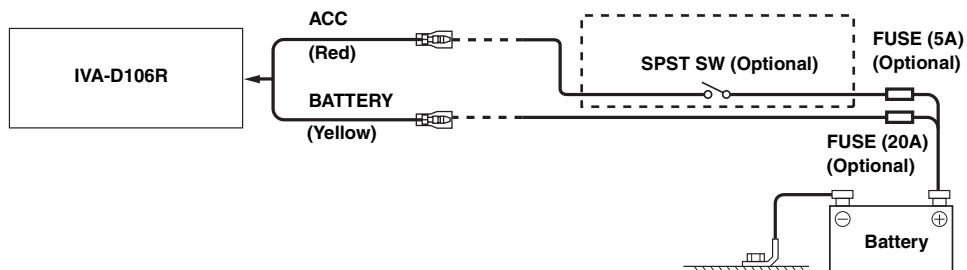 ACC
(Red)
IVA-D106R
BATTERY
(Yellow)
SPST SW (Optional)
FUSE (5A)
(Optional)
FUSE (20A)
(Optional)
Battery